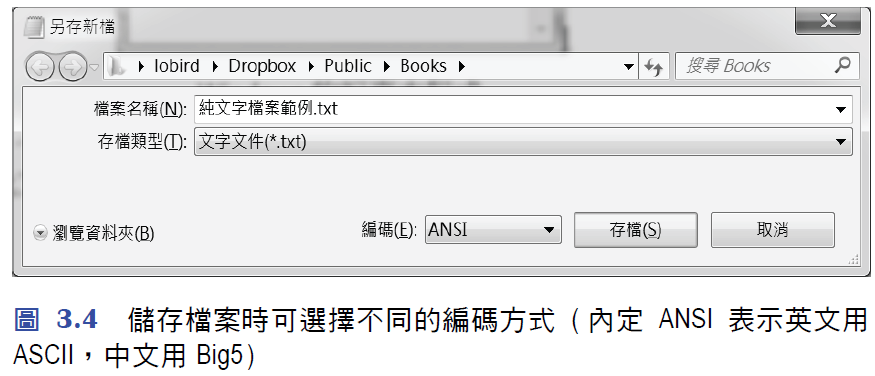 另存新檔
lobird Dropbox Public Books
搜尋 Books
檔案名稱(N): 純文字檔案範例.txt
存檔類型(T): 文字文件(*.txt)
瀏覽資料夾(B) 編碼(E): ANSI 存檔(S) 取消
圖 3.4 儲存檔案時可選擇不同的編碼方式 ( 內定 ANSI 表示英文用
ASCII，中文用 Big5 )